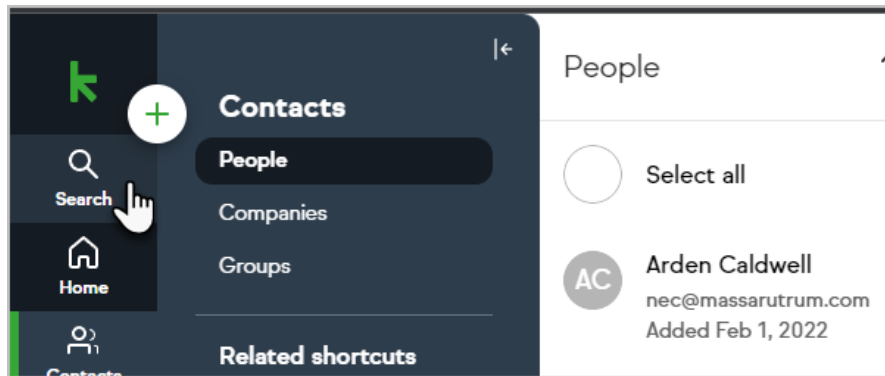 Search
Home
Contacts
Contacts
People
Companies
Groups
Related shortcuts
People
Select all
AC
Arden Caldwell
nec@massarutrum.com
Added Feb 1, 2022